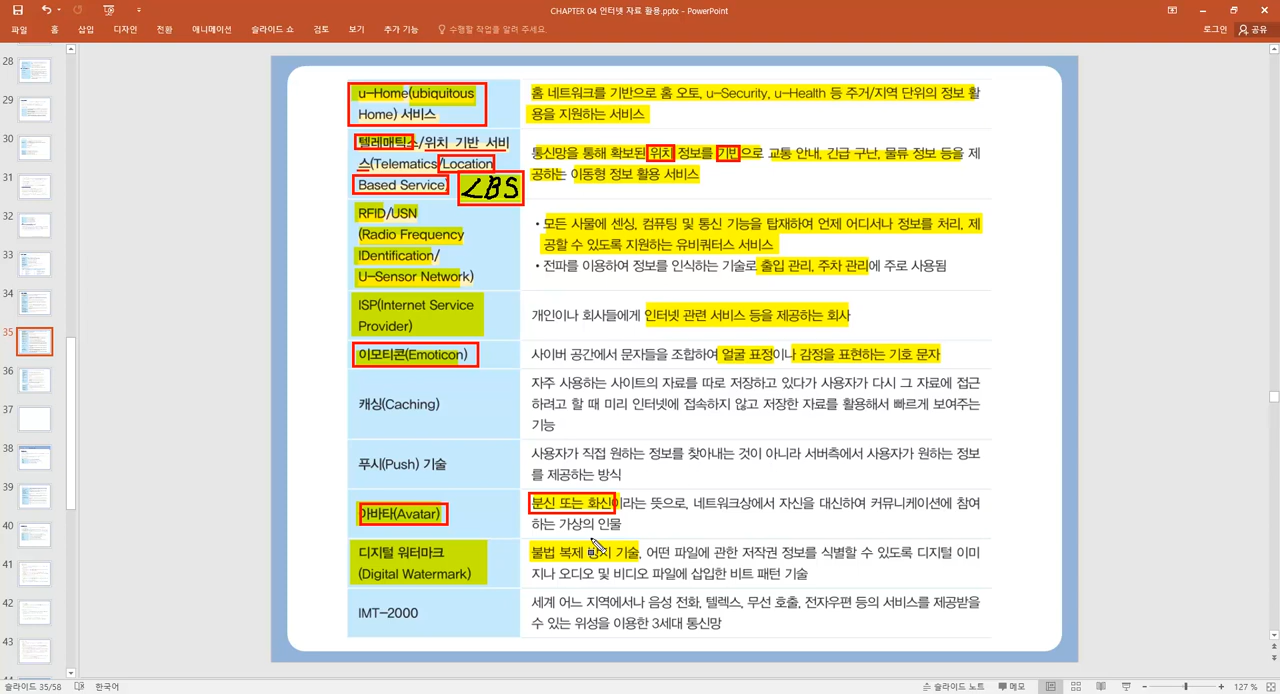 CHAPTER 04 인터넷 자료 활용.pptx - PowerPoint
파일 홈 삽입 디자인 전환 애니메이션 슬라이드 쇼 검토 보기 추가 기능 수행할 작업을 알려 주세요. 로그인 공유
28
29
30
31
32
33
34
35
36
37
38
39
40
41
42
43
u-Home(ubiquitous
Home) 서비스
홈 네트워크를 기반으로 홈 오토, u-Security, u-Health 등 주거/지역 단위의 정보 활
용을 지원하는 서비스
텔레매틱스/위치 기반 서비
스(Telematics/Location
Based Service)
LBS
통신망을 통해 확보된 위치 정보를 기반으로 교통 안내, 긴급 구난, 물류 정보 등을 제
공하는 이동형 정보 활용 서비스
RFID/USN
(Radio Frequency
IDentification/
U-Sensor Network)
• 모든 사물에 센싱, 컴퓨팅 및 통신 기능을 탑재하여 언제 어디서나 정보를 처리, 제
공할 수 있도록 지원하는 유비쿼터스 서비스
• 전파를 이용하여 정보를 인식하는 기술로 출입 관리, 주차 관리에 주로 사용됨
ISP(Internet Service
Provider)
개인이나 회사들에게 인터넷 관련 서비스 등을 제공하는 회사
이모티콘(Emoticon)
사이버 공간에서 문자들을 조합하여 얼굴 표정이나 감정을 표현하는 기호 문자
캐싱(Caching)
자주 사용하는 사이트의 자료를 따로 저장하고 있다가 사용자가 다시 그 자료에 접근
하려고 할 때 미리 인터넷에 접속하지 않고 저장한 자료를 활용해서 빠르게 보여주는
기능
푸시(Push) 기술
사용자가 직접 원하는 정보를 찾아내는 것이 아니라 서버측에서 사용자가 원하는 정보
를 제공하는 방식
아바타(Avatar)
분신 또는 화신이라는 뜻으로, 네트워크상에서 자신을 대신하여 커뮤니케이션에 참여
하는 가상의 인물
디지털 워터마크
(Digital Watermark)
불법 복제 방지 기술, 어떤 파일에 관한 저작권 정보를 식별할 수 있도록 디지털 이미
지나 오디오 및 비디오 파일에 삽입한 비트 패턴 기술
IMT-2000
세계 어느 지역에서나 음성 전화, 텔렉스, 무선 호출, 전자우편 등의 서비스를 제공받을
수 있는 위성을 이용한 3세대 통신망
슬라이드 35/58 한국어 슬라이드 노트 메모 127 %